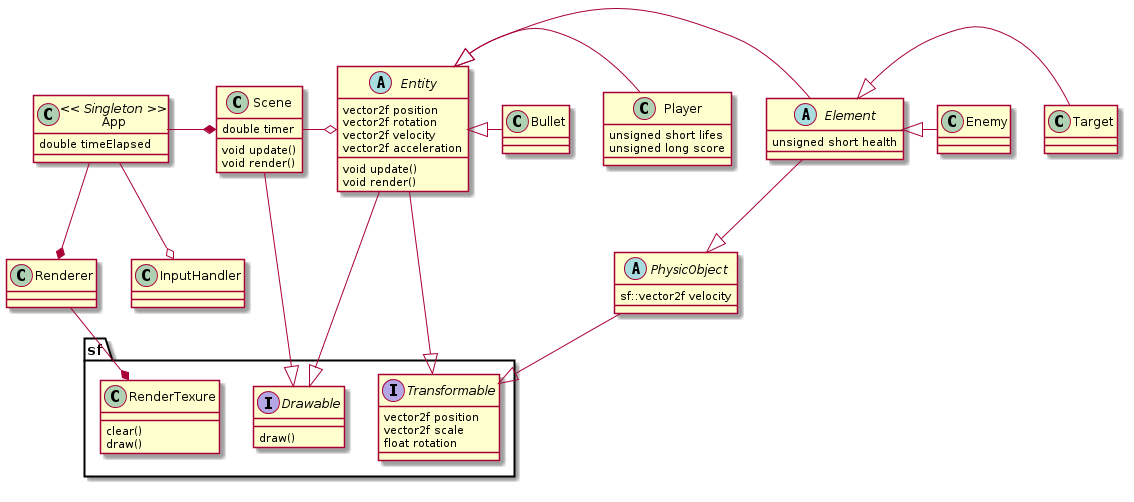 C << Singleton >>
App
double timeElapsed
C Scene
double timer
void update()
void render()
A Entity
vector2f position
vector2f rotation
vector2f velocity
vector2f acceleration
void update()
void render()
C Bullet
C Player
unsigned short lifes
unsigned long score
A Element
unsigned short health
C Enemy
C Target
C Renderer
C InputHandler
A PhysicObject
sf::vector2f velocity
sf
C RenderTexure
clear()
draw()
I Drawable
draw()
I Transformable
vector2f position
vector2f scale
float rotation